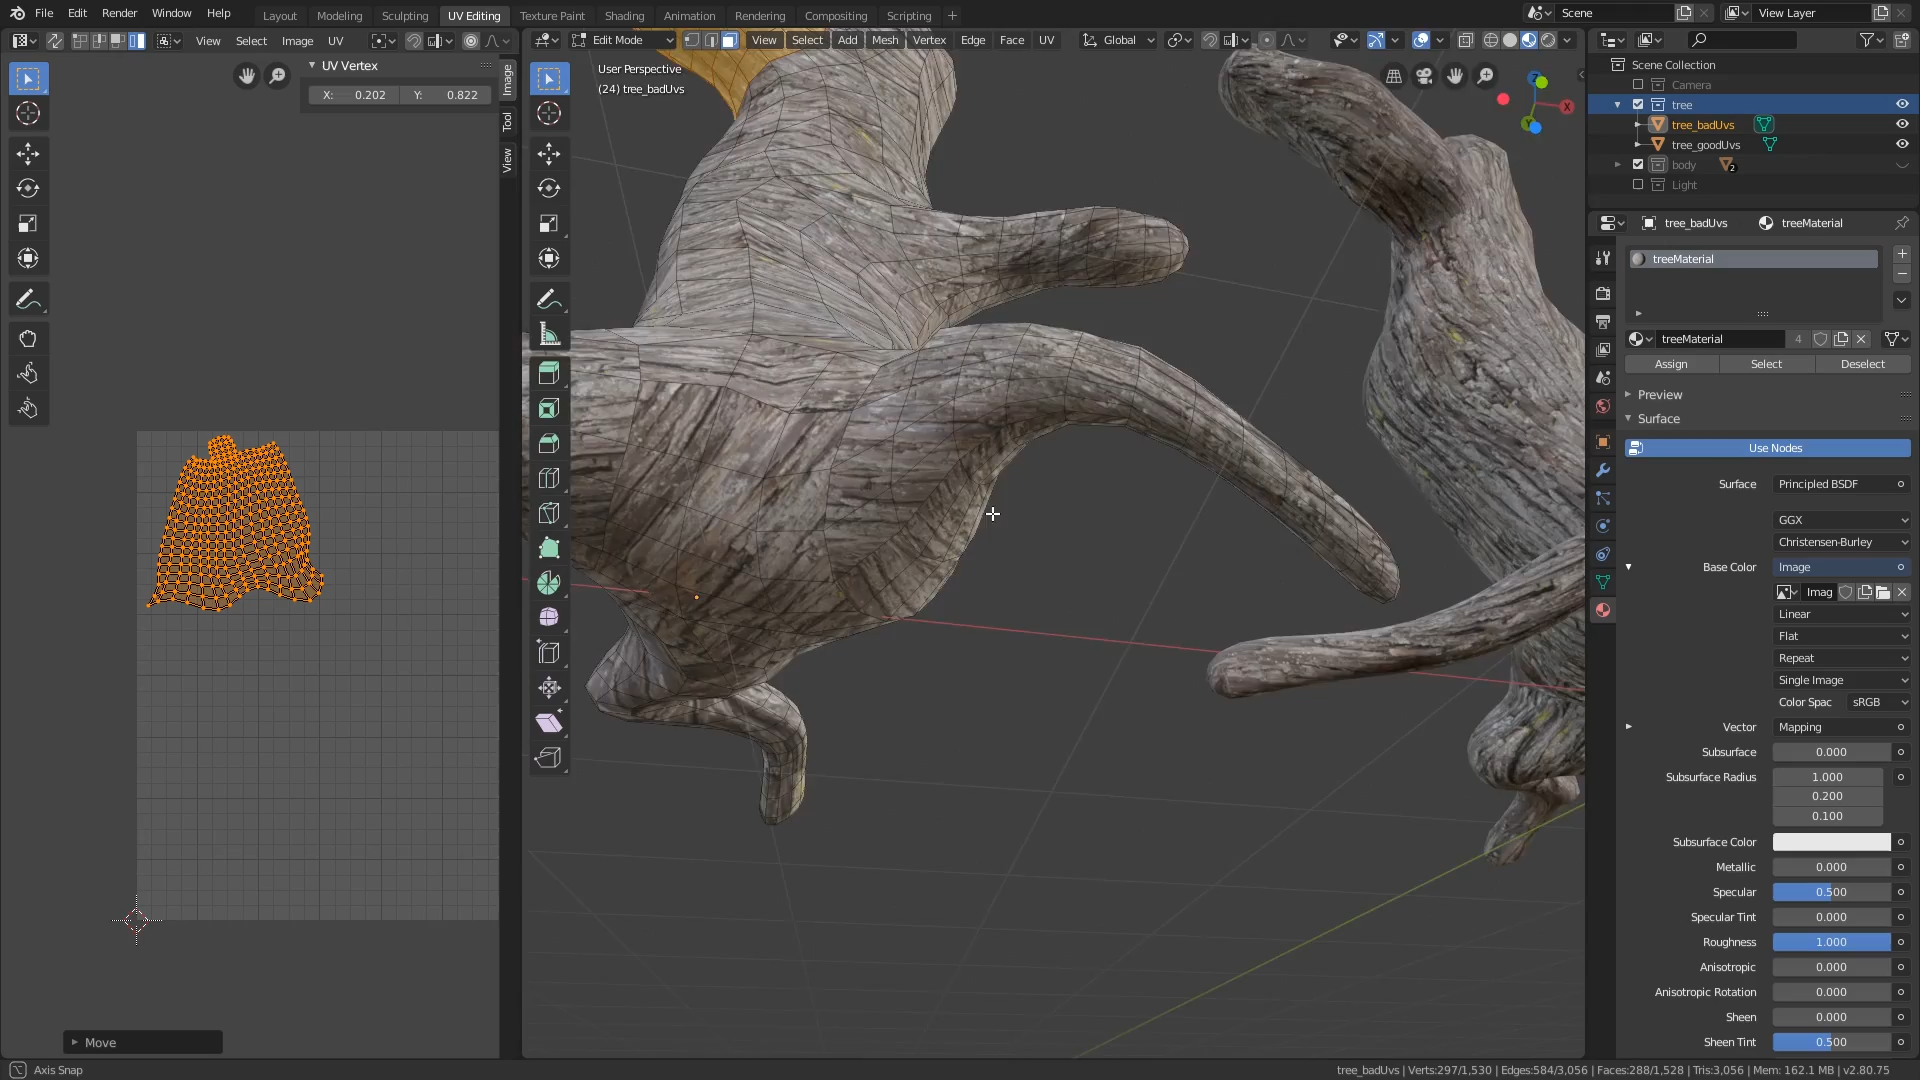 File Edit Render Window Help
Layout Modeling Sculpting UV Editing Texture Paint Shading Animation Rendering Compositing Scripting +
Scene
View Layer
View Select Image UV
Edit Mode
View Select Add Mesh Vertex Edge Face UV
Global
UV Vertex
X: 0.202 Y: 0.822
Image
Tool
View
User Perspective
(24) tree_badUvs
Z
X
Y
Scene Collection
Camera
tree
tree_badUvs
tree_goodUvs
body 2
Light
tree_badUvs treeMaterial
treeMaterial
treeMaterial 4
Assign Select Deselect
Preview
Surface
Use Nodes
Surface Principled BSDF
GGX
Christensen-Burley
Base Color Image
Imag
Linear
Flat
Repeat
Single Image
Color Spac sRGB
Vector Mapping
Subsurface 0.000
Subsurface Radius 1.000
0.200
0.100
Subsurface Color
Metallic 0.000
Specular 0.500
Specular Tint 0.000
Roughness 1.000
Anisotropic 0.000
Anisotropic Rotation 0.000
Sheen 0.000
Sheen Tint 0.500
Move
Axis Snap
tree_badUvs | Verts:297/1,530 | Edges:584/3,056 | Faces:288/1,528 | Tris:3,056 | Mem: 162.1 MB | v2.80.75